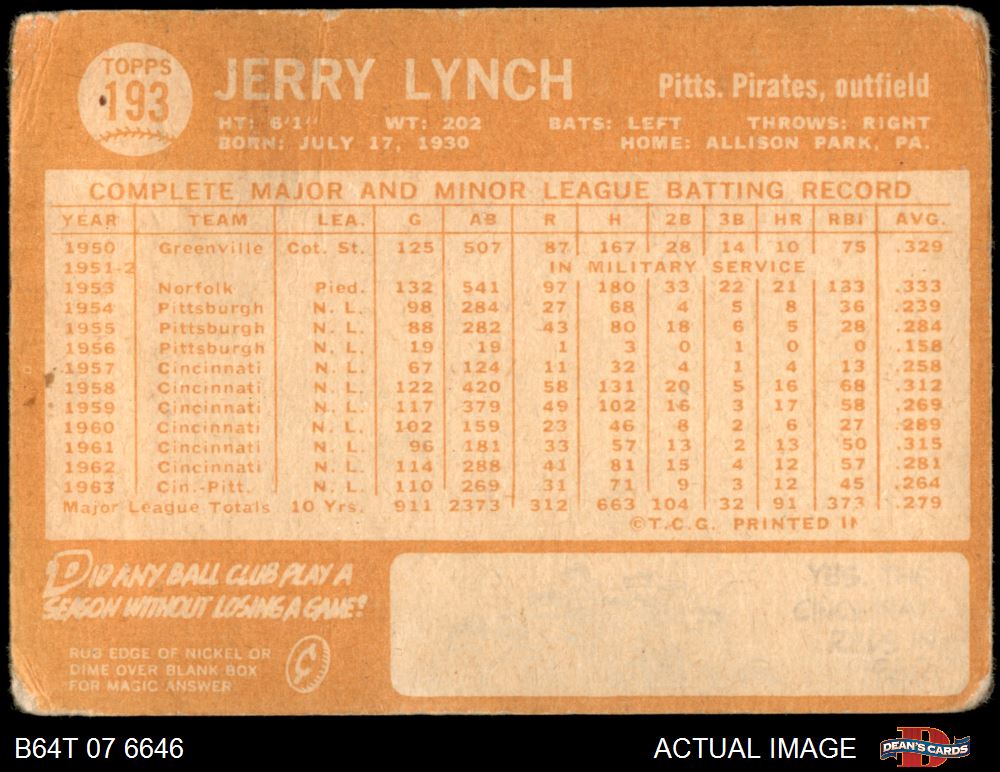 TOPPS
193
JERRY LYNCH
Pitts. Pirates, outfield
HT: 6'1" WT: 202 BATS: LEFT THROWS: RIGHT
BORN: JULY 17, 1930 HOME: ALLISON PARK, PA.
COMPLETE MAJOR AND MINOR LEAGUE BATTING RECORD
YEAR TEAM LEA. G AB R H 2B 3B HR RBI AVG.
1950 Greenville Cot. St. 125 507 87 167 28 14 10 75 .329
1951-2 IN MILITARY SERVICE
1953 Norfolk Pied. 132 541 97 180 33 22 21 133 .333
1954 Pittsburgh N. L. 98 284 27 68 4 5 8 36 .239
1955 Pittsburgh N. L. 88 282 43 80 18 6 5 28 .284
1956 Pittsburgh N. L. 19 19 1 3 0 1 0 0 .158
1957 Cincinnati N. L. 67 124 11 32 4 1 4 13 .258
1958 Cincinnati N. L. 122 420 58 131 20 5 16 68 .312
1959 Cincinnati N. L. 117 379 49 102 16 3 17 58 .269
1960 Cincinnati N. L. 102 159 23 46 8 2 6 27 .289
1961 Cincinnati N. L. 96 181 33 57 13 2 13 50 .315
1962 Cincinnati N. L. 114 288 41 81 15 4 12 57 .281
1963 Cin.-Pitt. N. L. 110 269 31 71 9 3 12 45 .264
Major League Totals 10 Yrs. 911 2373 312 663 104 32 91 373 .279
©T.C.G. PRINTED IN
DID ANY BALL CLUB PLAY A
SEASON WITHOUT LOSING A GAME?
RUB EDGE OF NICKEL OR
DIME OVER BLANK BOX
FOR MAGIC ANSWER
YES. THE
B64T 07 6646
ACTUAL IMAGE
DEAN'S CARDS